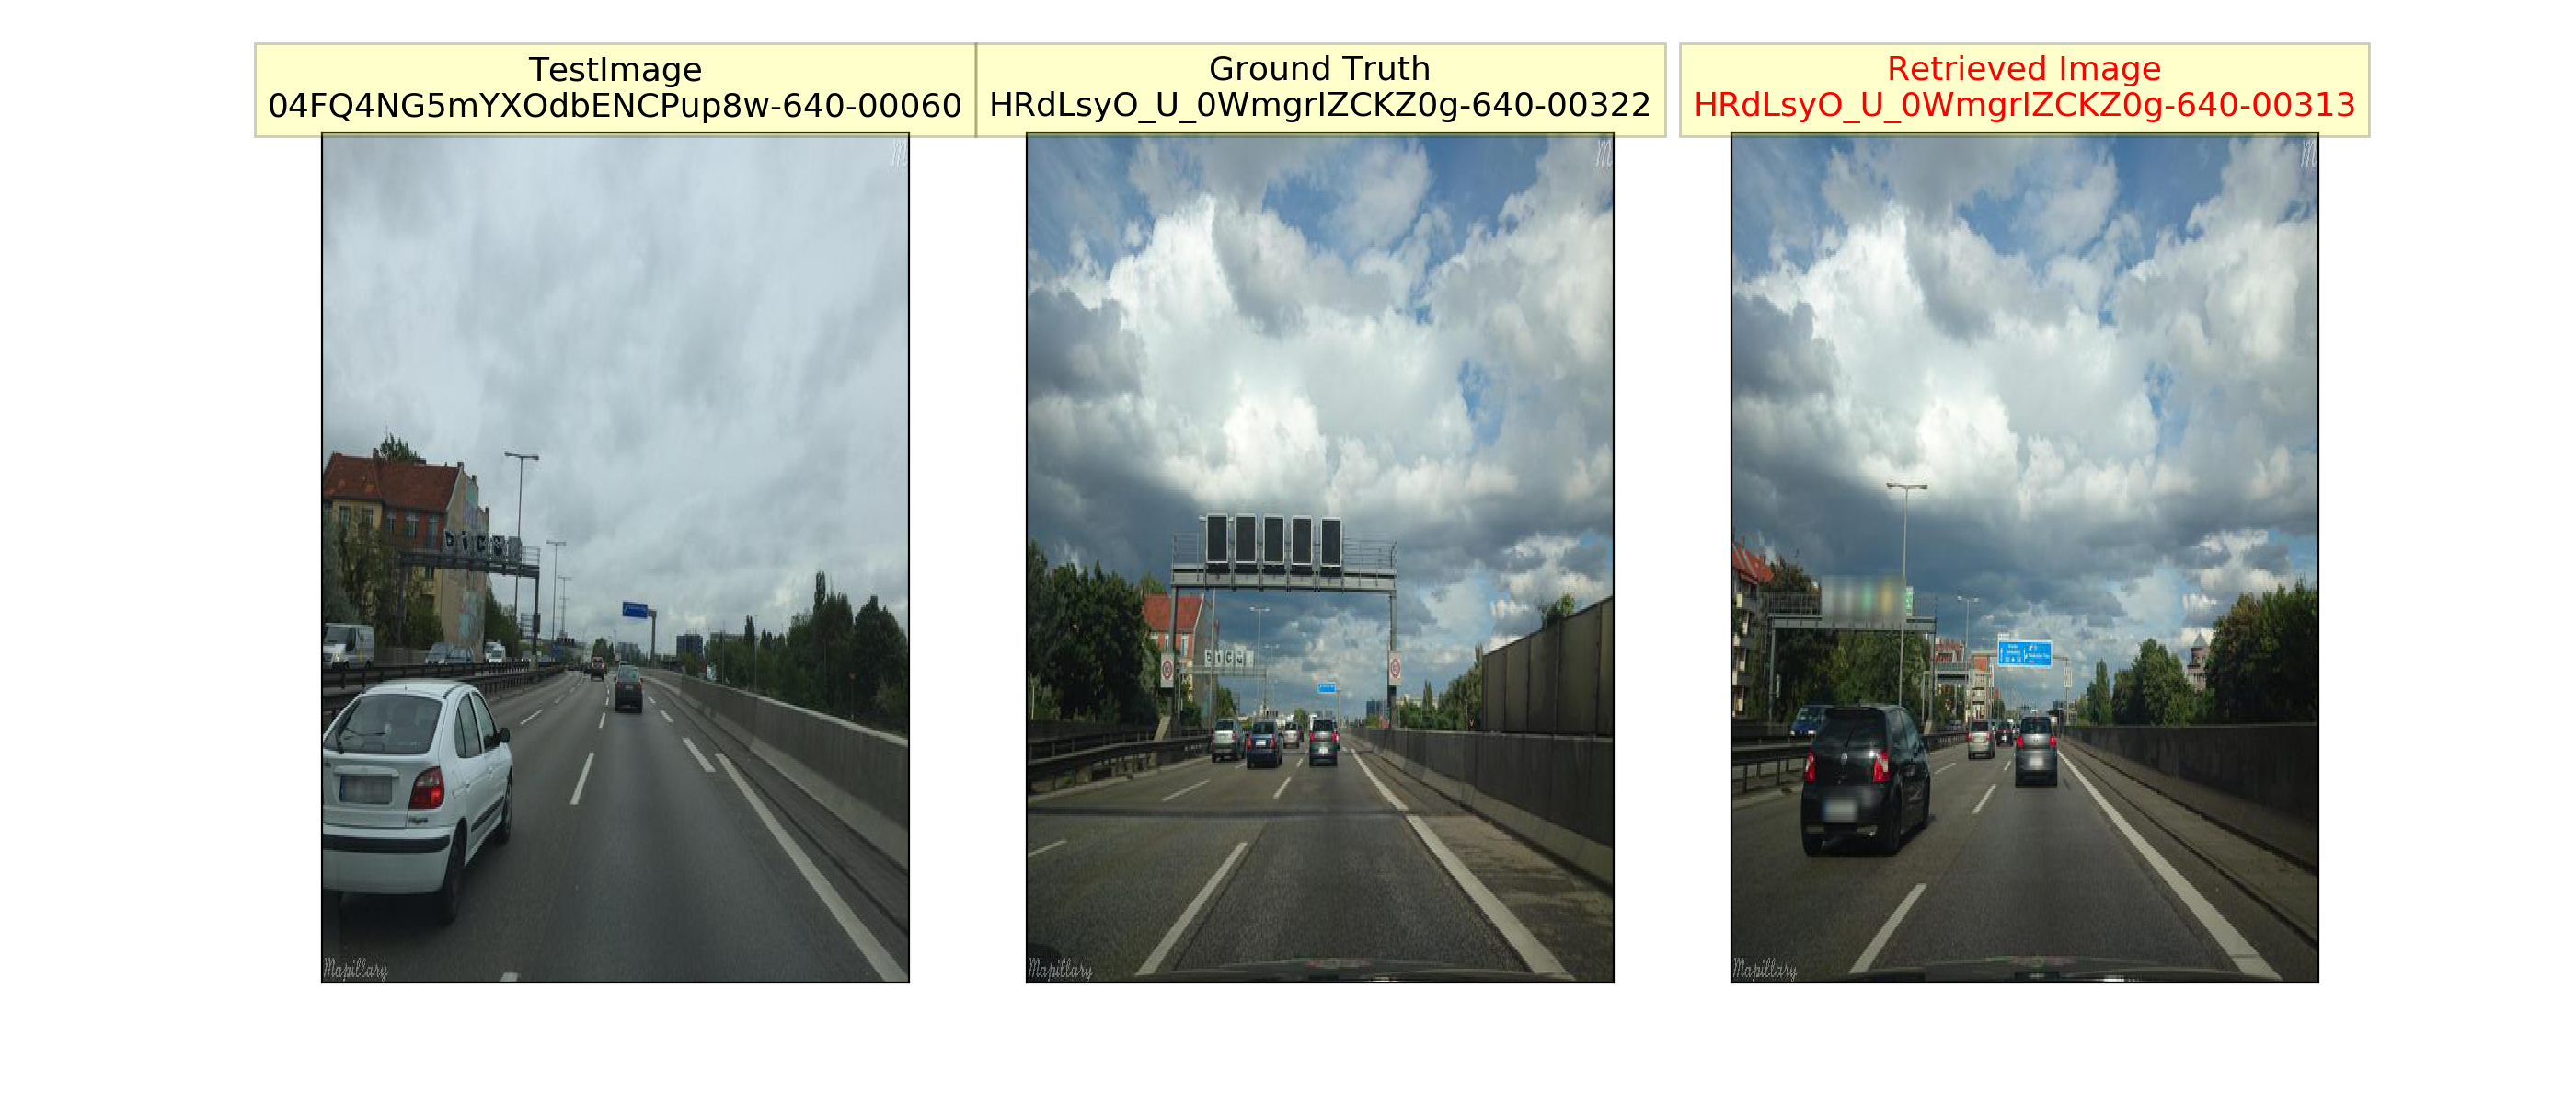 TestImage
04FQ4NG5mYXOdbENCPup8w-640-00060
Ground Truth
HRdLsyO_U_0WmgrIZCKZ0g-640-00322
Retrieved Image
HRdLsyO_U_0WmgrIZCKZ0g-640-00313
M
M
M
Mapillary
Mapillary
Mapillary